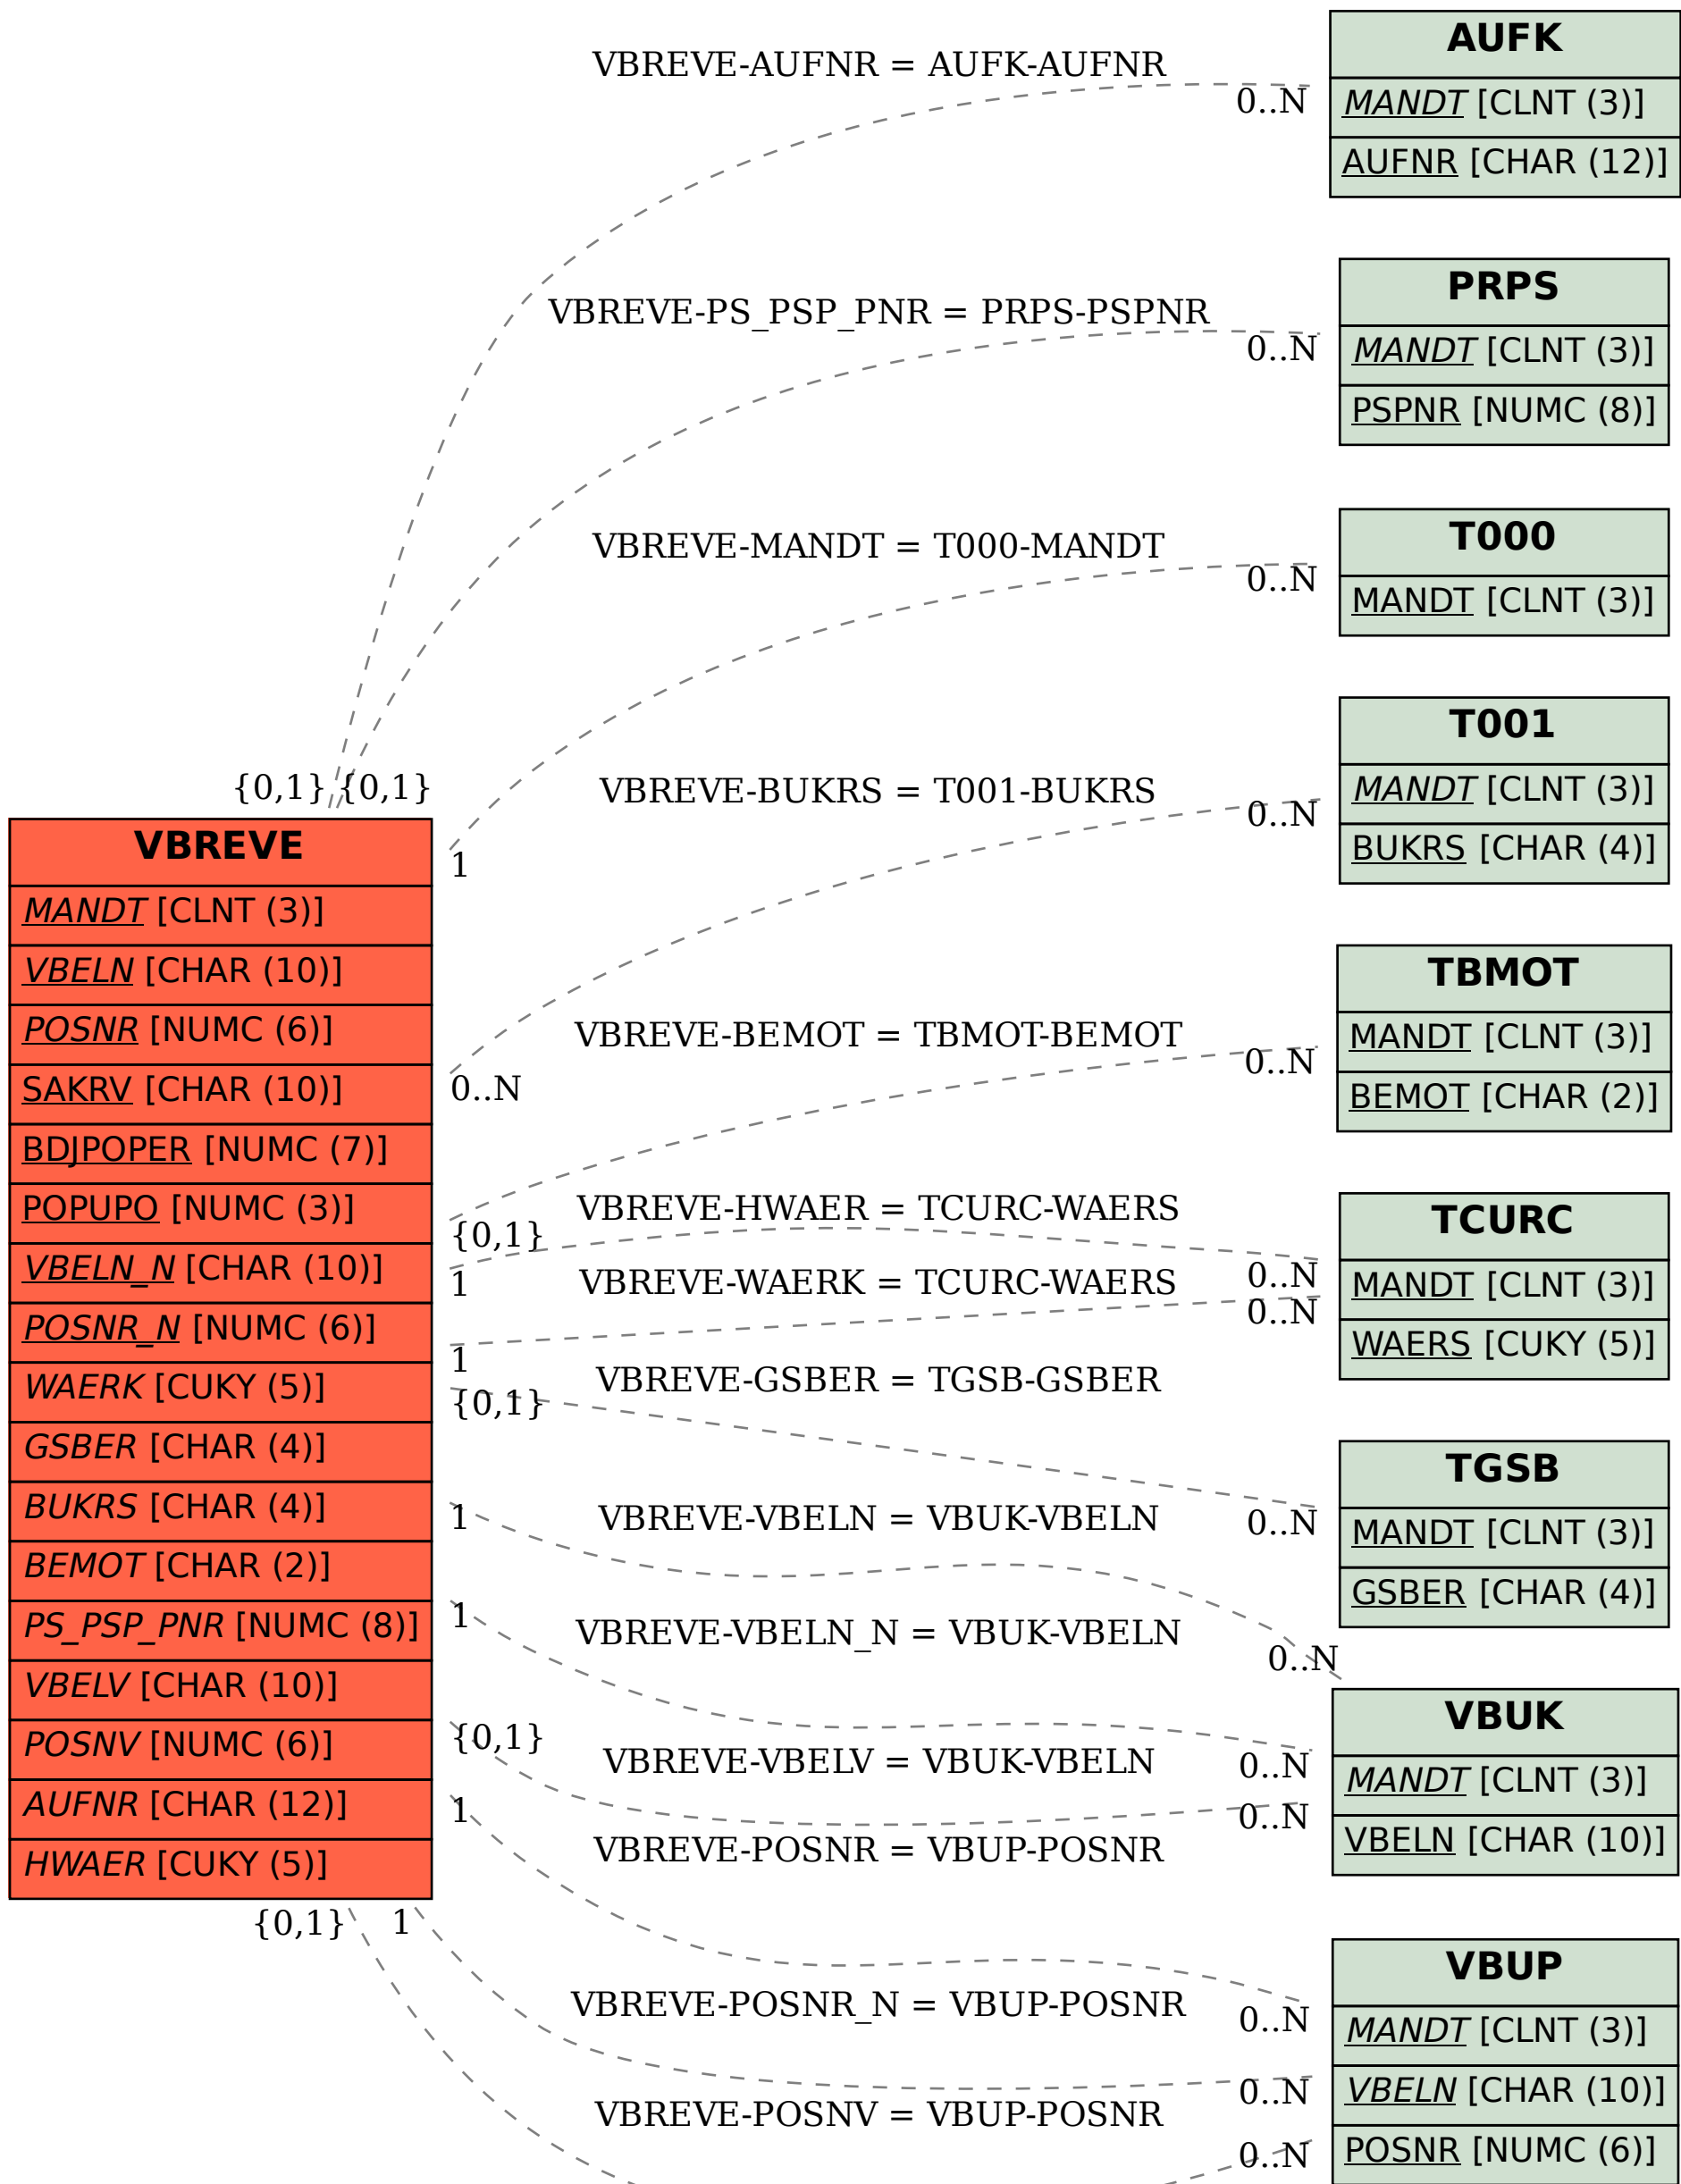 VBREVE-AUFNR = AUFK-AUFNR
0..N
AUFK
MANDT [CLNT (3)]
AUFNR [CHAR (12)]
VBREVE-PS_PSP_PNR = PRPS-PSPNR
0..N
PRPS
MANDT [CLNT (3)]
PSPNR [NUMC (8)]
VBREVE-MANDT = T000-MANDT
0..N
T000
MANDT [CLNT (3)]
{0,1} {0,1}
1
VBREVE-BUKRS = T001-BUKRS
0..N
T001
MANDT [CLNT (3)]
BUKRS [CHAR (4)]
VBREVE
MANDT [CLNT (3)]
VBELN [CHAR (10)]
POSNR [NUMC (6)]
SAKRV [CHAR (10)]
BDJPOPER [NUMC (7)]
POPUPO [NUMC (3)]
VBELN_N [CHAR (10)]
POSNR_N [NUMC (6)]
WAERK [CUKY (5)]
GSBER [CHAR (4)]
BUKRS [CHAR (4)]
BEMOT [CHAR (2)]
PS_PSP_PNR [NUMC (8)]
VBELV [CHAR (10)]
POSNV [NUMC (6)]
AUFNR [CHAR (12)]
HWAER [CUKY (5)]
0..N
VBREVE-BEMOT = TBMOT-BEMOT
0..N
TBMOT
MANDT [CLNT (3)]
BEMOT [CHAR (2)]
{0,1}
VBREVE-HWAER = TCURC-WAERS
1
0..N
VBREVE-WAERK = TCURC-WAERS
1
0..N
TCURC
MANDT [CLNT (3)]
WAERS [CUKY (5)]
VBREVE-GSBER = TGSB-GSBER
{0,1}
0..N
TGSB
MANDT [CLNT (3)]
GSBER [CHAR (4)]
1
VBREVE-VBELN = VBUK-VBELN
0..N
1
VBREVE-VBELN_N = VBUK-VBELN
0..N
{0,1}
VBREVE-VBELV = VBUK-VBELN
0..N
VBUK
MANDT [CLNT (3)]
VBELN [CHAR (10)]
1
VBREVE-POSNR = VBUP-POSNR
0..N
{0,1}
1
VBREVE-POSNR_N = VBUP-POSNR
0..N
VBREVE-POSNV = VBUP-POSNR
0..N
VBUP
MANDT [CLNT (3)]
VBELN [CHAR (10)]
POSNR [NUMC (6)]